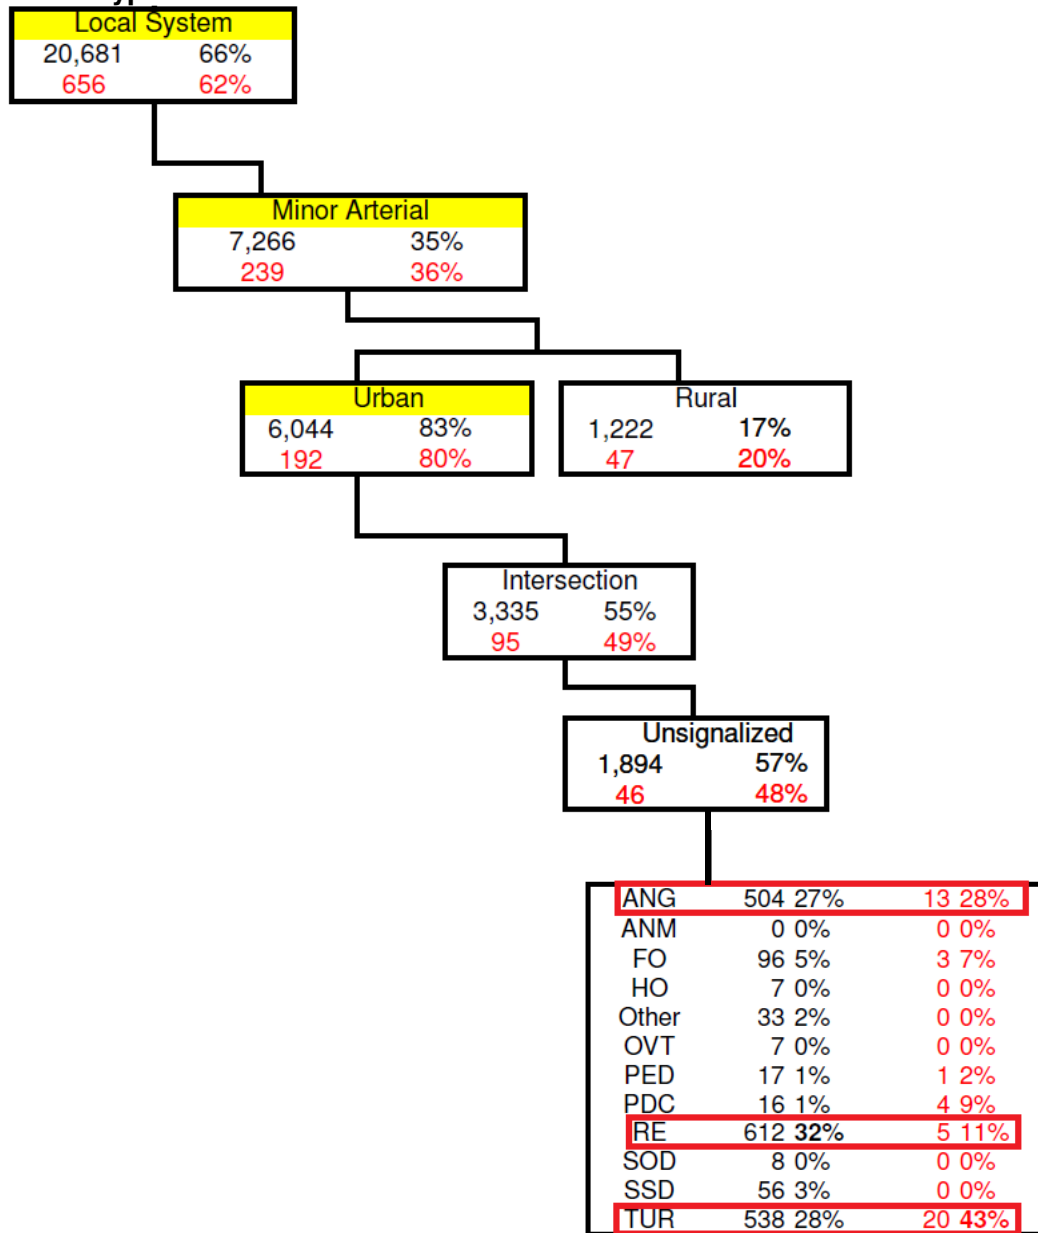 Local System
20,681 66%
656 62%
Minor Arterial
7,266 35%
239 36%
Urban
6,044 83%
192 80%
Rural
1,222 17%
47 20%
Intersection
3,335 55%
95 49%
Unsignalized
1,894 57%
46 48%
ANG 504 27% 13 28%
ANM 0 0% 0 0%
FO 96 5% 3 7%
HO 7 0% 0 0%
Other 33 2% 0 0%
OVT 7 0% 0 0%
PED 17 1% 1 2%
PDC 16 1% 4 9%
RE 612 32% 5 11%
SOD 8 0% 0 0%
SSD 56 3% 0 0%
TUR 538 28% 20 43%